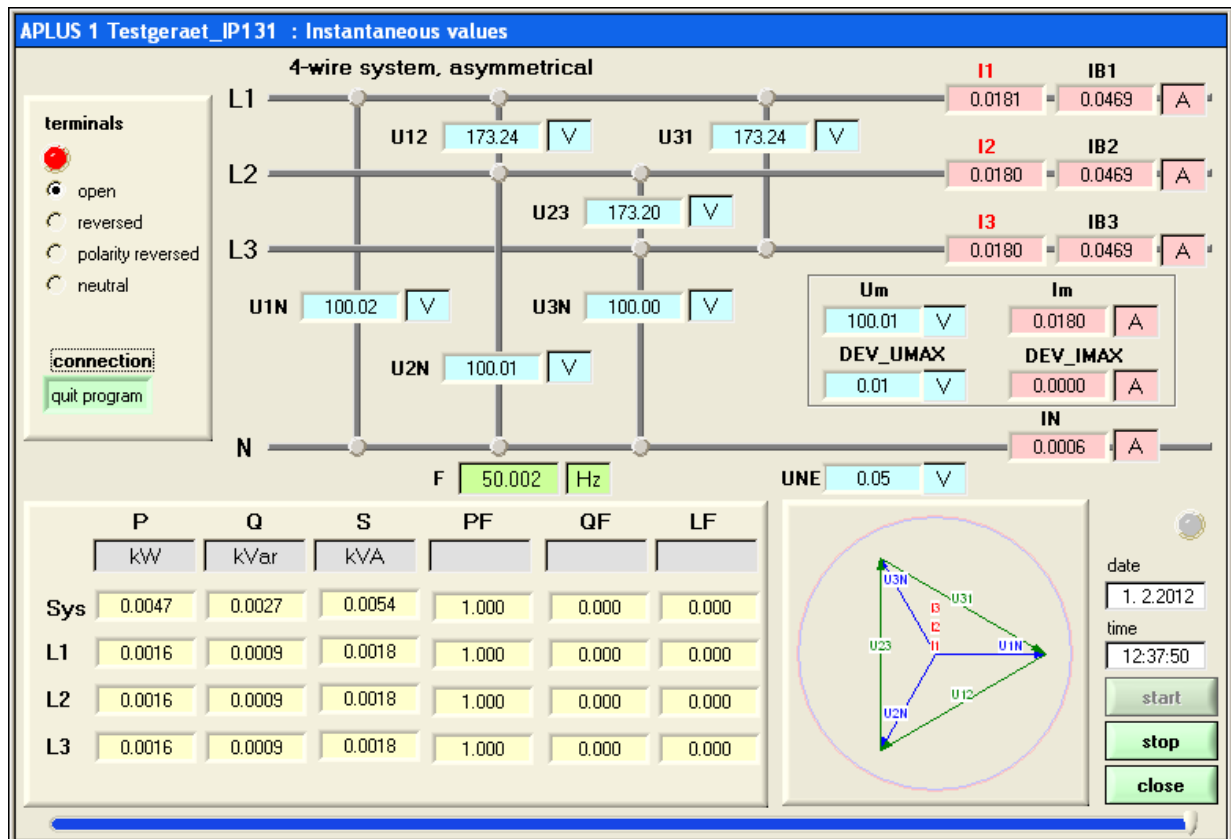 APLUS 1 Testgeraet_IP131 : Instantaneous values
4-wire system, asymmetrical
I1 IB1
L1 0.0181 0.0469 A
terminals
U12 173.24 V U31 173.24 V
I2 IB2
L2 0.0180 0.0469 A
open
U23 173.20 V
reversed
I3 IB3
L3 0.0180 0.0469 A
polarity reversed
neutral
Um Im
U1N 100.02 V U3N 100.00 V
100.01 V 0.0180 A
DEV_UMAX DEV_IMAX
connection
U2N 100.01 V
0.01 V 0.0000 A
quit program
IN
N 0.0006 A
F 50.002 Hz UNE 0.05 V
P Q S PF QF LF
kW kVar kVA
Sys 0.0047 0.0027 0.0054 1.000 0.000 0.000
L1 0.0016 0.0009 0.0018 1.000 0.000 0.000
L2 0.0016 0.0009 0.0018 1.000 0.000 0.000
L3 0.0016 0.0009 0.0018 1.000 0.000 0.000
U3N
U31
I3
I2
I1
U23
U1N
U12
U2N
date
1. 2.2012
time
12:37:50
start
stop
close